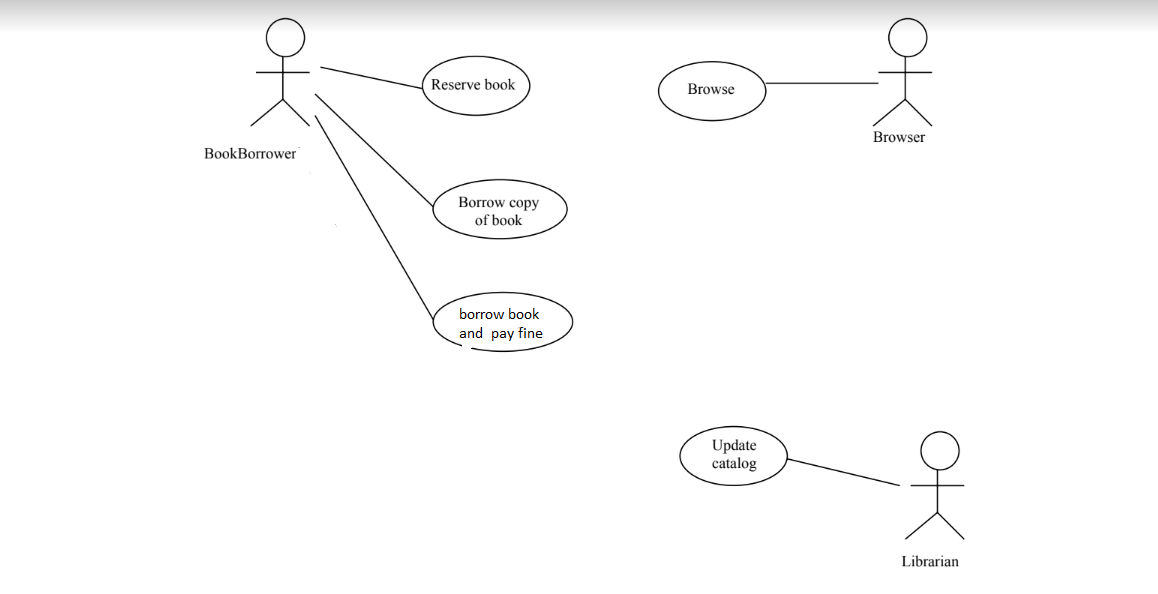 Reserve book
Browse
BookBorrower
Browser
Borrow copy
of book
borrow book
and  pay fine
Update
catalog
Librarian